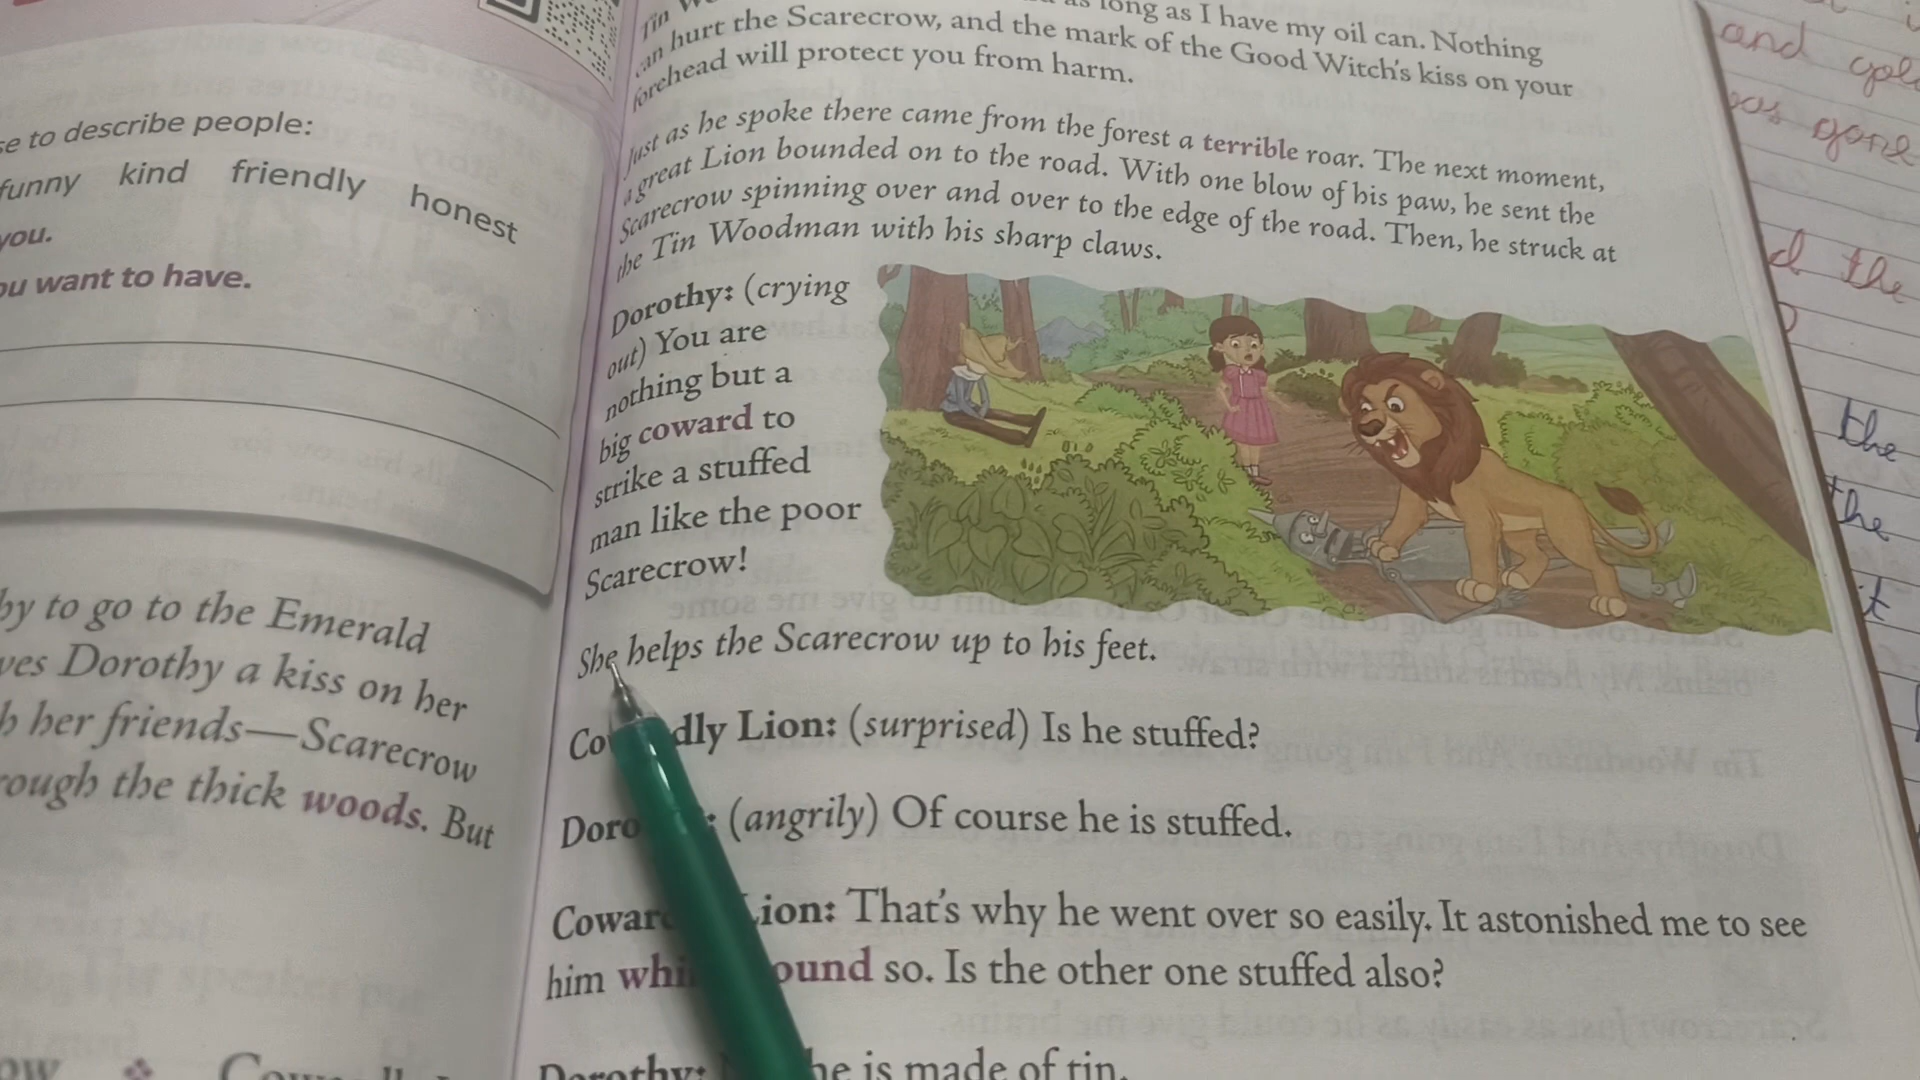 se to describe people:
funny kind friendly honest
you.
ou want to have.
by to go to the Emerald
ves Dorothy a kiss on her
h her friends—Scarecrow
rough the thick woods. But
Tin
as long as I have my oil can. Nothing
can hurt the Scarecrow, and the mark of the Good Witch's kiss on your
forehead will protect you from harm.
Just as he spoke there came from the forest a terrible roar. The next moment,
a great Lion bounded on to the road. With one blow of his paw, he sent the
Scarecrow spinning over and over to the edge of the road. Then, he struck at
the Tin Woodman with his sharp claws.
Dorothy: (crying
out) You are
nothing but a
big coward to
strike a stuffed
man like the poor
Scarecrow!
She helps the Scarecrow up to his feet.
Co dly Lion: (surprised) Is he stuffed?
Doro : (angrily) Of course he is stuffed.
Cowar Lion: That's why he went over so easily. It astonished me to see
him whi ound so. Is the other one stuffed also?
Dorothy: he is made of tin.
and
gone
d the
the
the
it